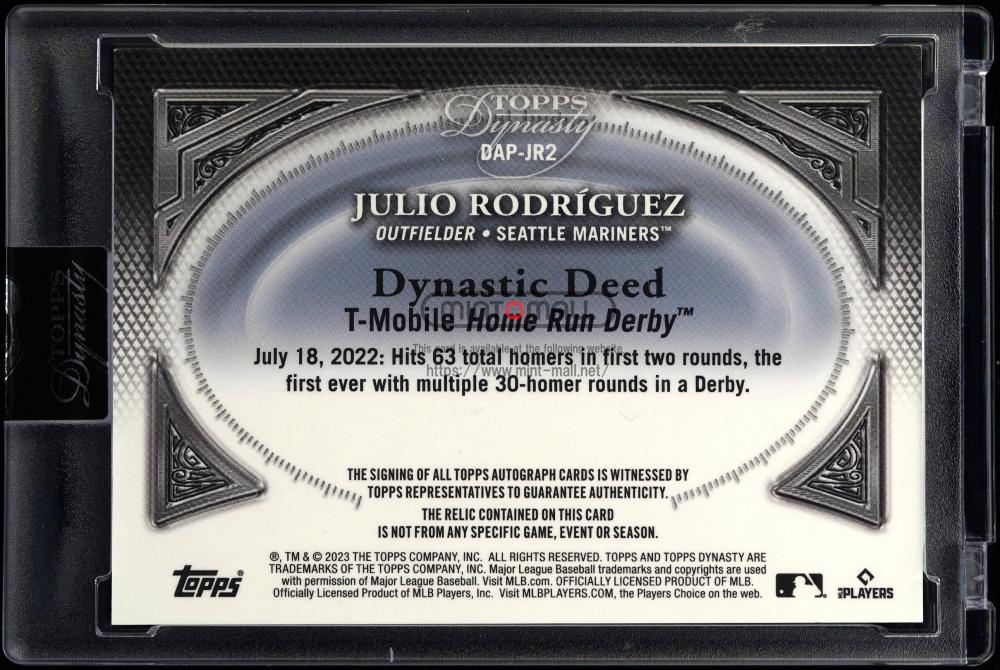 TOPPS
Dynasty
DAP-JR2
JULIO RODRÍGUEZ
OUTFIELDER • SEATTLE MARINERS™
Dynastic Deed
MINT MALL
T-Mobile Home Run Derby™
This card is available at the following website
July 18, 2022: Hits 63 total homers in first two rounds, the
https://www.mint-mall.net/
first ever with multiple 30-homer rounds in a Derby.
TOPPS
Dynasty
THE SIGNING OF ALL TOPPS AUTOGRAPH CARDS IS WITNESSED BY
TOPPS REPRESENTATIVES TO GUARANTEE AUTHENTICITY.
THE RELIC CONTAINED ON THIS CARD
IS NOT FROM ANY SPECIFIC GAME, EVENT OR SEASON.
®, TM & © 2023 THE TOPPS COMPANY, INC. ALL RIGHTS RESERVED. TOPPS AND TOPPS DYNASTY ARE
TRADEMARKS OF THE TOPPS COMPANY, INC. Major League Baseball trademarks and copyrights are used
with permission of Major League Baseball. Visit MLB.com. OFFICIALLY LICENSED PRODUCT OF MLB.
Officially Licensed Product of MLB Players, Inc. Visit MLBPLAYERS.COM, the Players Choice on the web.
topps®
MLB PLAYERS